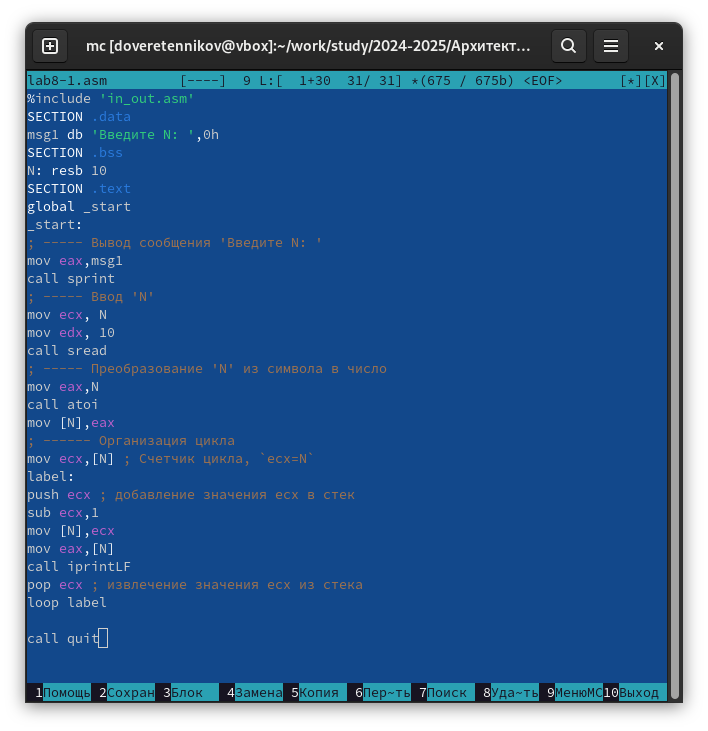 mc [doveretennikov@vbox]:~/work/study/2024-2025/Архитект...
lab8-1.asm [----] 9 L:[ 1+30 31/ 31] *(675 / 675b) <EOF> [*][X]
%include 'in_out.asm'
SECTION .data
msg1 db 'Введите N: ',0h
SECTION .bss
N: resb 10
SECTION .text
global _start
_start:
; ----- Вывод сообщения 'Введите N: '
mov eax,msg1
call sprint
; ----- Ввод 'N'
mov ecx, N
mov edx, 10
call sread
; ----- Преобразование 'N' из символа в число
mov eax,N
call atoi
mov [N],eax
; ------ Организация цикла
mov ecx,[N] ; Счетчик цикла, `ecx=N`
label:
push ecx ; добавление значения ecx в стек
sub ecx,1
mov [N],ecx
mov eax,[N]
call iprintLF
pop ecx ; извлечение значения ecx из стека
loop label
call quit
1Помощь 2Сохран 3Блок 4Замена 5Копия 6Пер~ть 7Поиск 8Уда~ть 9МенюMC 10Выход